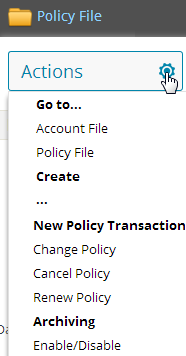 Policy File
Actions
Go to...
Account File
Policy File
Create
...
New Policy Transaction
Change Policy
Cancel Policy
Renew Policy
Archiving
Enable/Disable